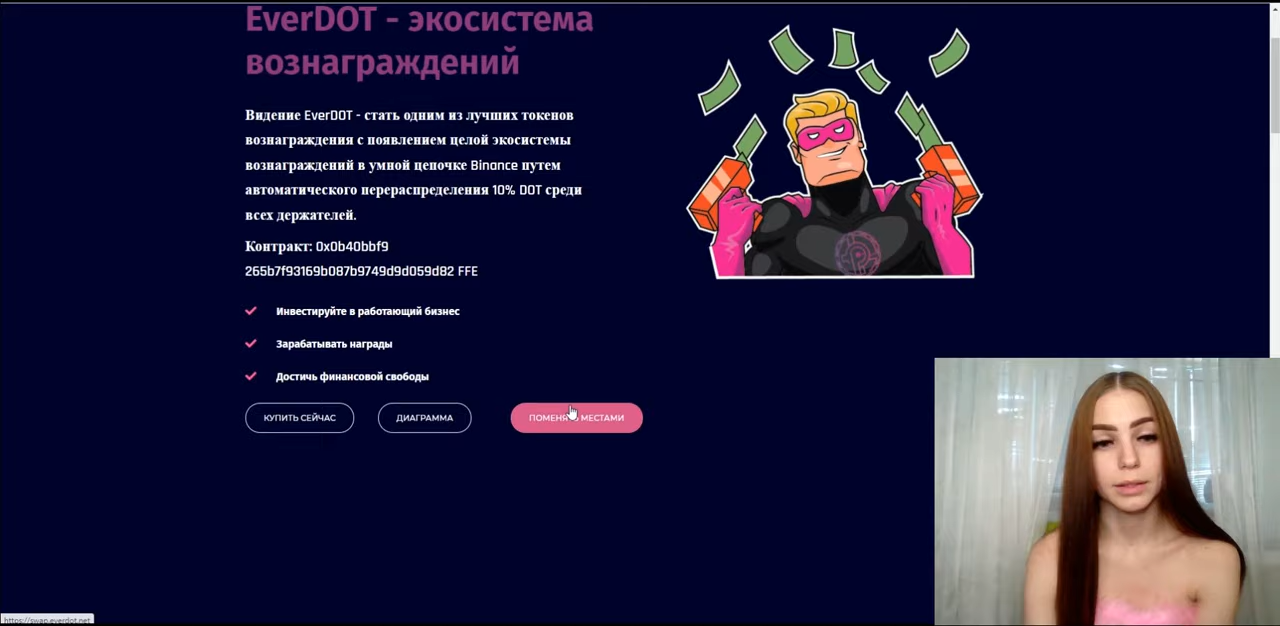 EverDOT - экосистема
вознаграждений
Видение EverDOT - стать одним из лучших токенов
вознаграждения с появлением целой экосистемы
вознаграждений в умной цепочке Binance путем
автоматического перераспределения 10% DOT среди
всех держателей.
Контракт: 0x0b40bbf9
265b7f93169b087b9749d9d059d82 FFE
Инвестируйте в работающий бизнес
Зарабатывать награды
Достичь финансовой свободы
КУПИТЬ СЕЙЧАС ДИАГРАММА ПОМЕНЯТЬ МЕСТАМИ
https://swap.everdot.net